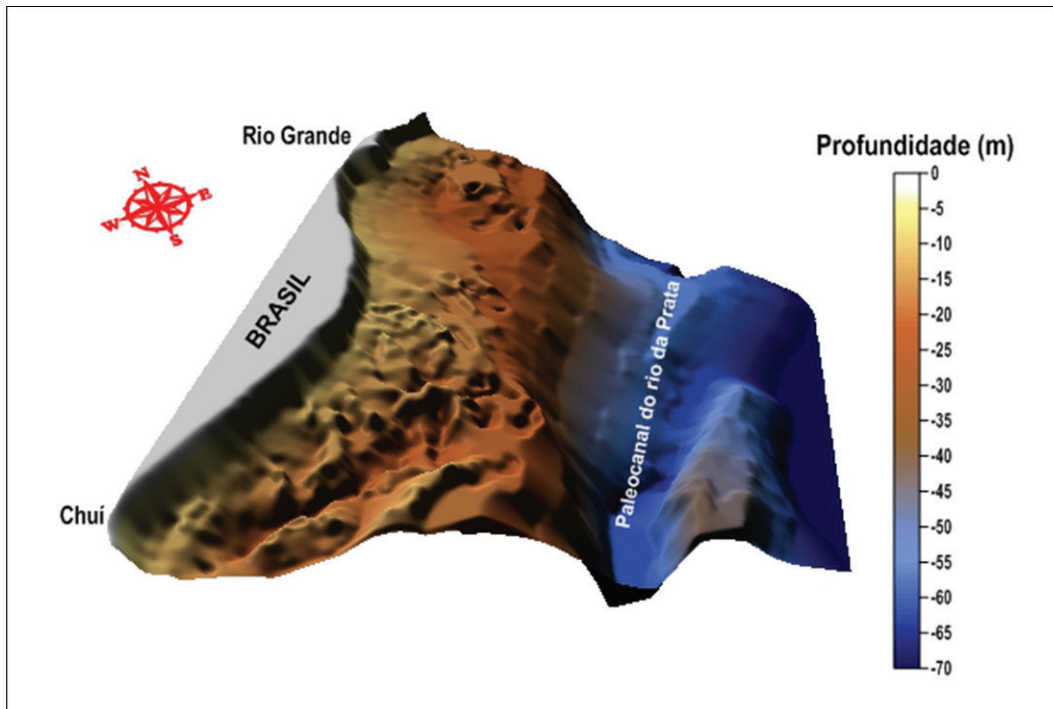 Rio Grande
Profundidade (m)
N
E
W
S
BRASIL
Paleocanal do rio da Prata
Chuí
0
-5
-10
-15
-20
-25
-30
-35
-40
-45
-50
-55
-60
-65
-70